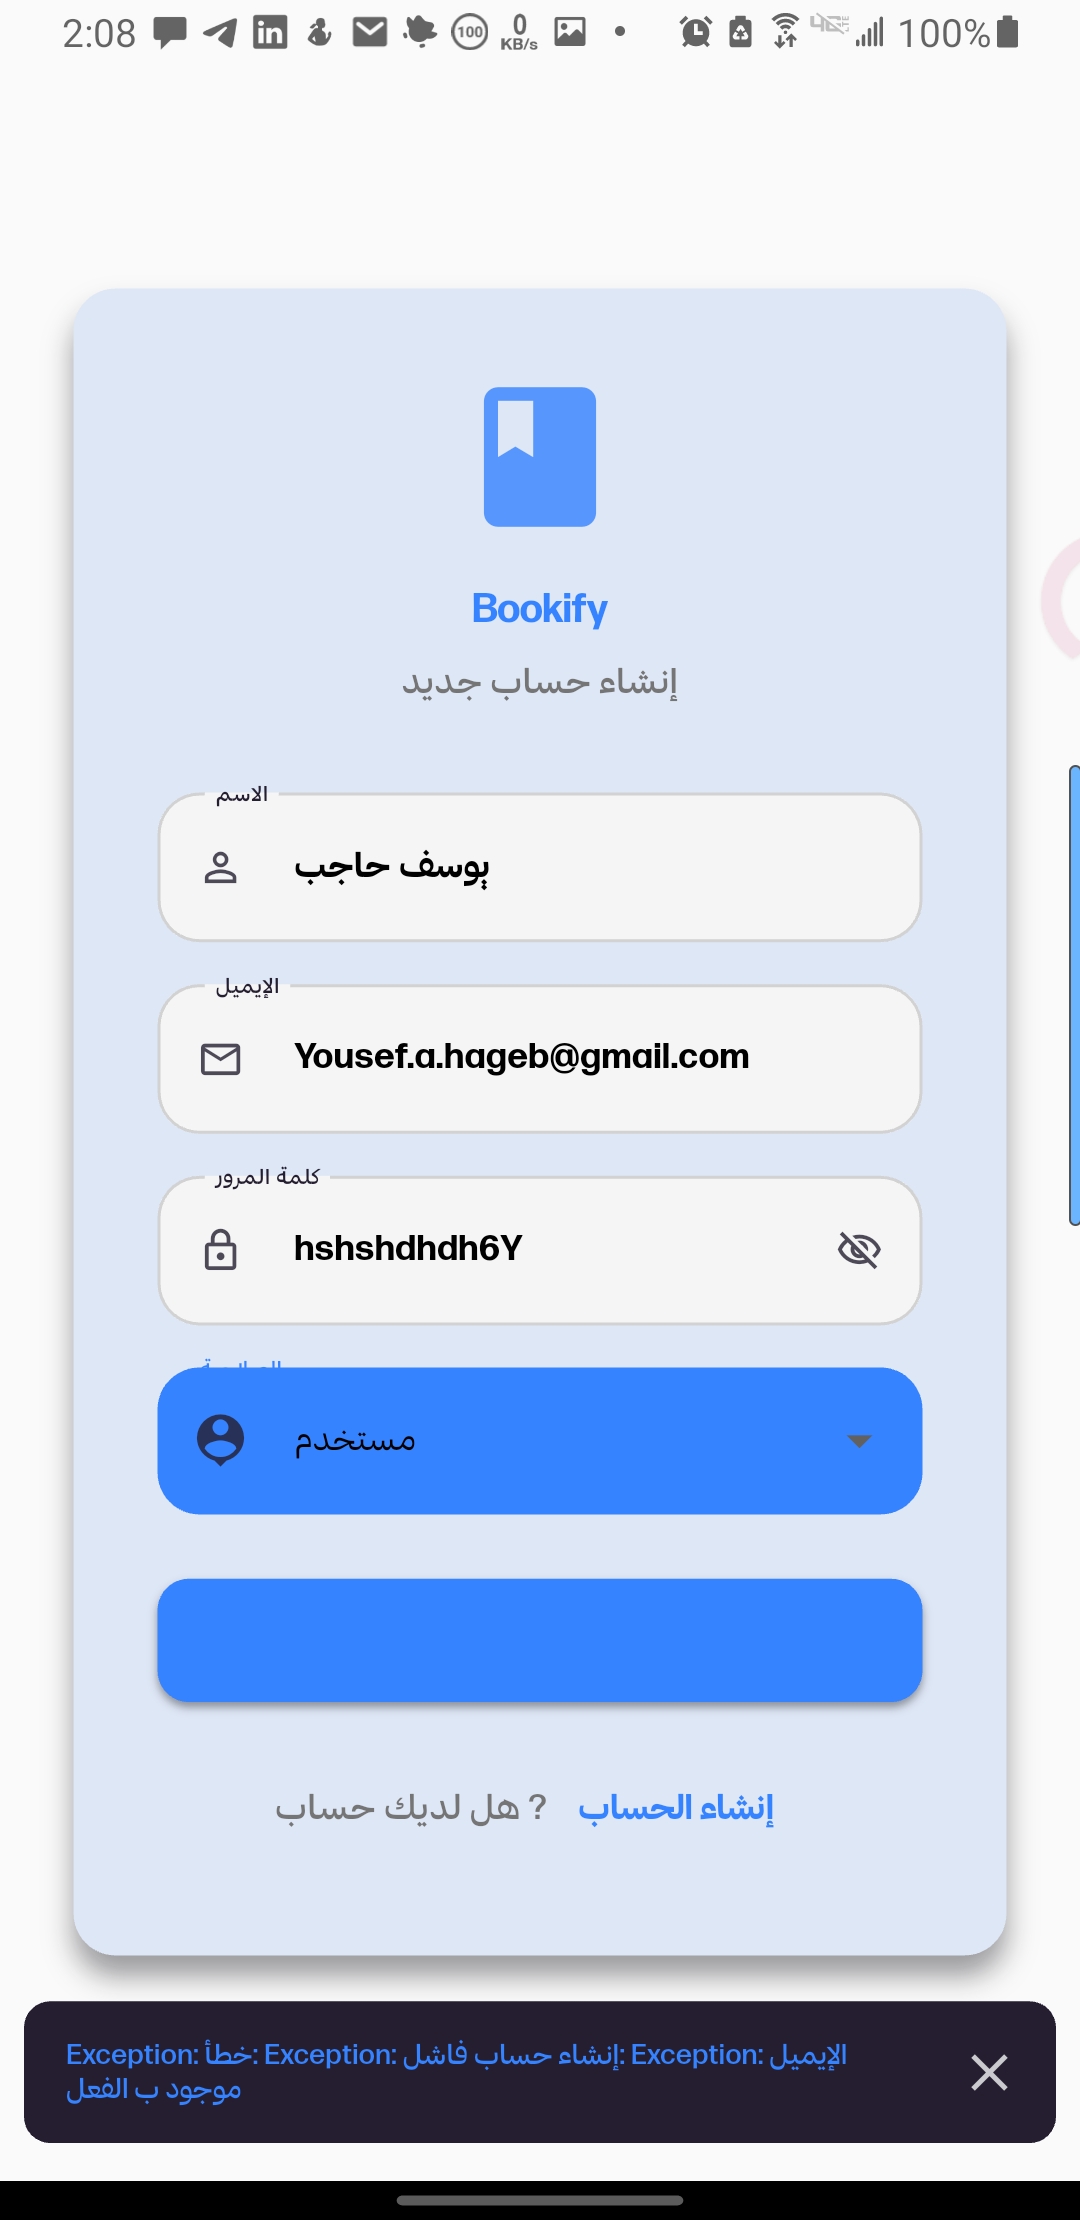 2:08
100
0
KB/s
100%
Bookify
إنشاء حساب جديد
الاسم
يوسف حاجب
الإيميل
Yousef.a.hageb@gmail.com
كلمة المرور
hshshdhdh6Y
مستخدم
هل لديك حساب ? إنشاء الحساب
Exception: خطأ: Exception: إنشاء حساب فاشل: Exception: الإيميل
موجود ب الفعل